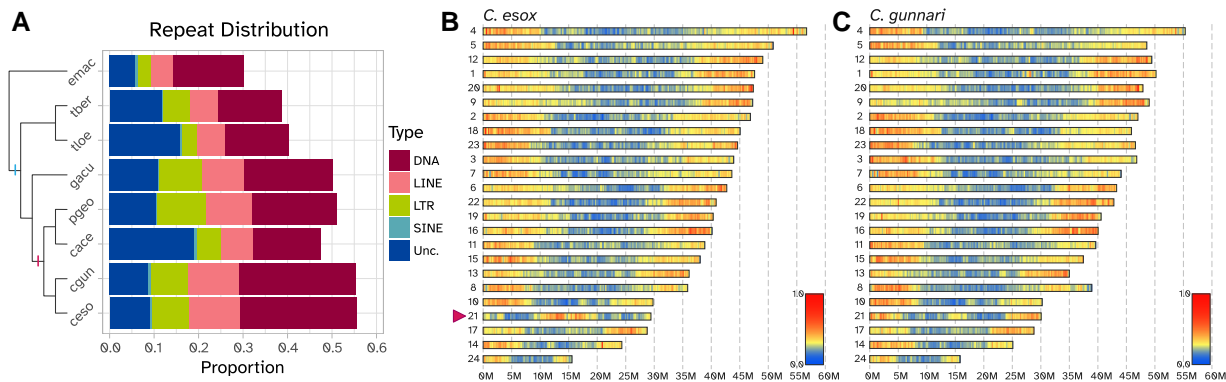 A
Repeat Distribution
emac
tber
tloe
gacu
pgeo
cace
cgun
ceso
0.0 0.1 0.2 0.3 0.4 0.5 0.6
Proportion
Type
DNA
LINE
LTR
SINE
Unc.
B
C. esox
4
5
12
1
20
9
2
18
23
3
7
6
22
19
16
11
15
13
8
10
21
17
14
24
0M 5M 10M 15M 20M 25M 30M 35M 40M 45M 50M 55M 60M
1.0
0.0
C
C. gunnari
4
5
12
1
20
9
2
18
23
3
7
6
22
19
16
11
15
13
8
10
21
17
14
24
0M 5M 10M 15M 20M 25M 30M 35M 40M 45M 50M 55M 60M
1.0
0.0